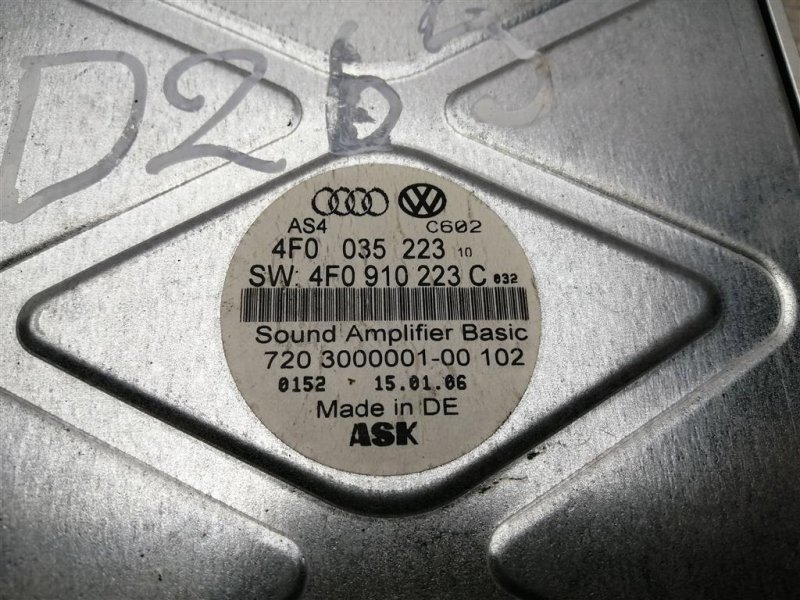 D2
AS4 C602
4F0 035 223 10
SW: 4F0 910 223 C 032
Sound Amplifier Basic
720 3000001-00 102
0152 15.01.06
Made in DE
ASK